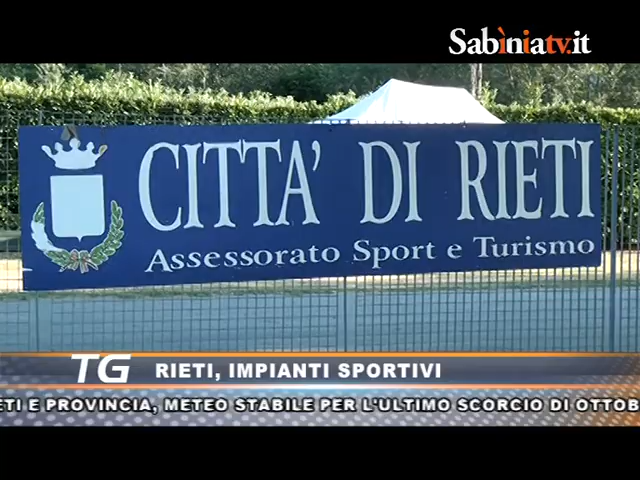 Sabìniatv.it
CITTA' DI RIETI
Assessorato Sport e Turismo
TG RIETI, IMPIANTI SPORTIVI
ETI E PROVINCIA, METEO STABILE PER L'ULTIMO SCORCIO DI OTTOB